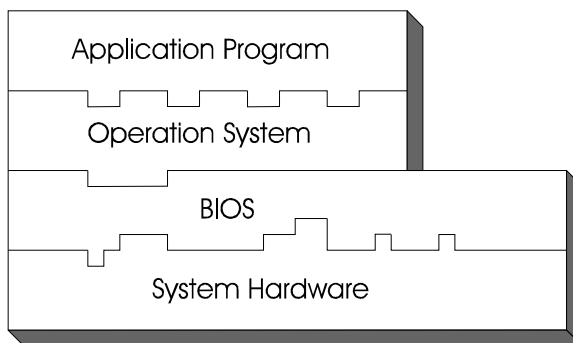 Application Program
Operation System
BIOS
System Hardware